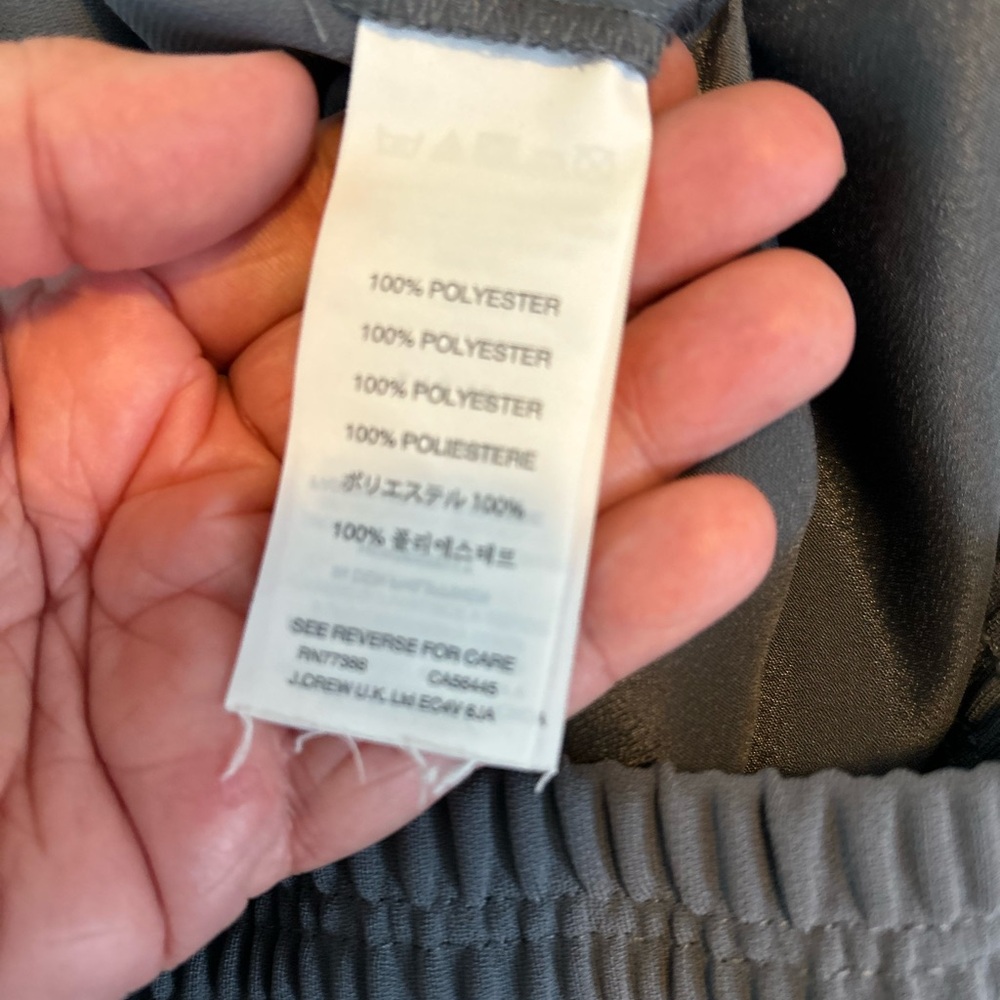 100% POLYESTER
100% POLYESTER
100% POLYESTER
100% POLIESTERE
ポリエステル 100%
100% 폴리에스테르
SEE REVERSE FOR CARE
RN77388 CA56445
J.CREW U.K. Ltd EC4V 6JA